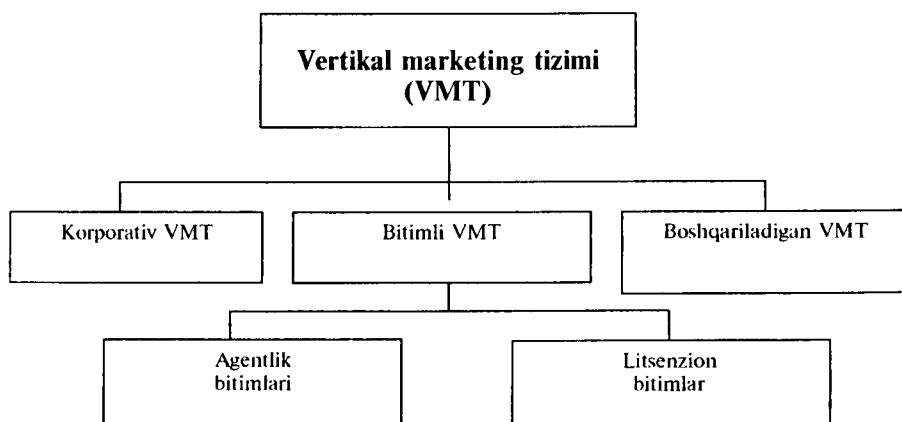 Vertikal marketing tizimi
(VMT)
Korporativ VMT
Bitimli VMT
Boshqariladigan VMT
Agentlik
bitimlari
Litsenzion
bitimlar